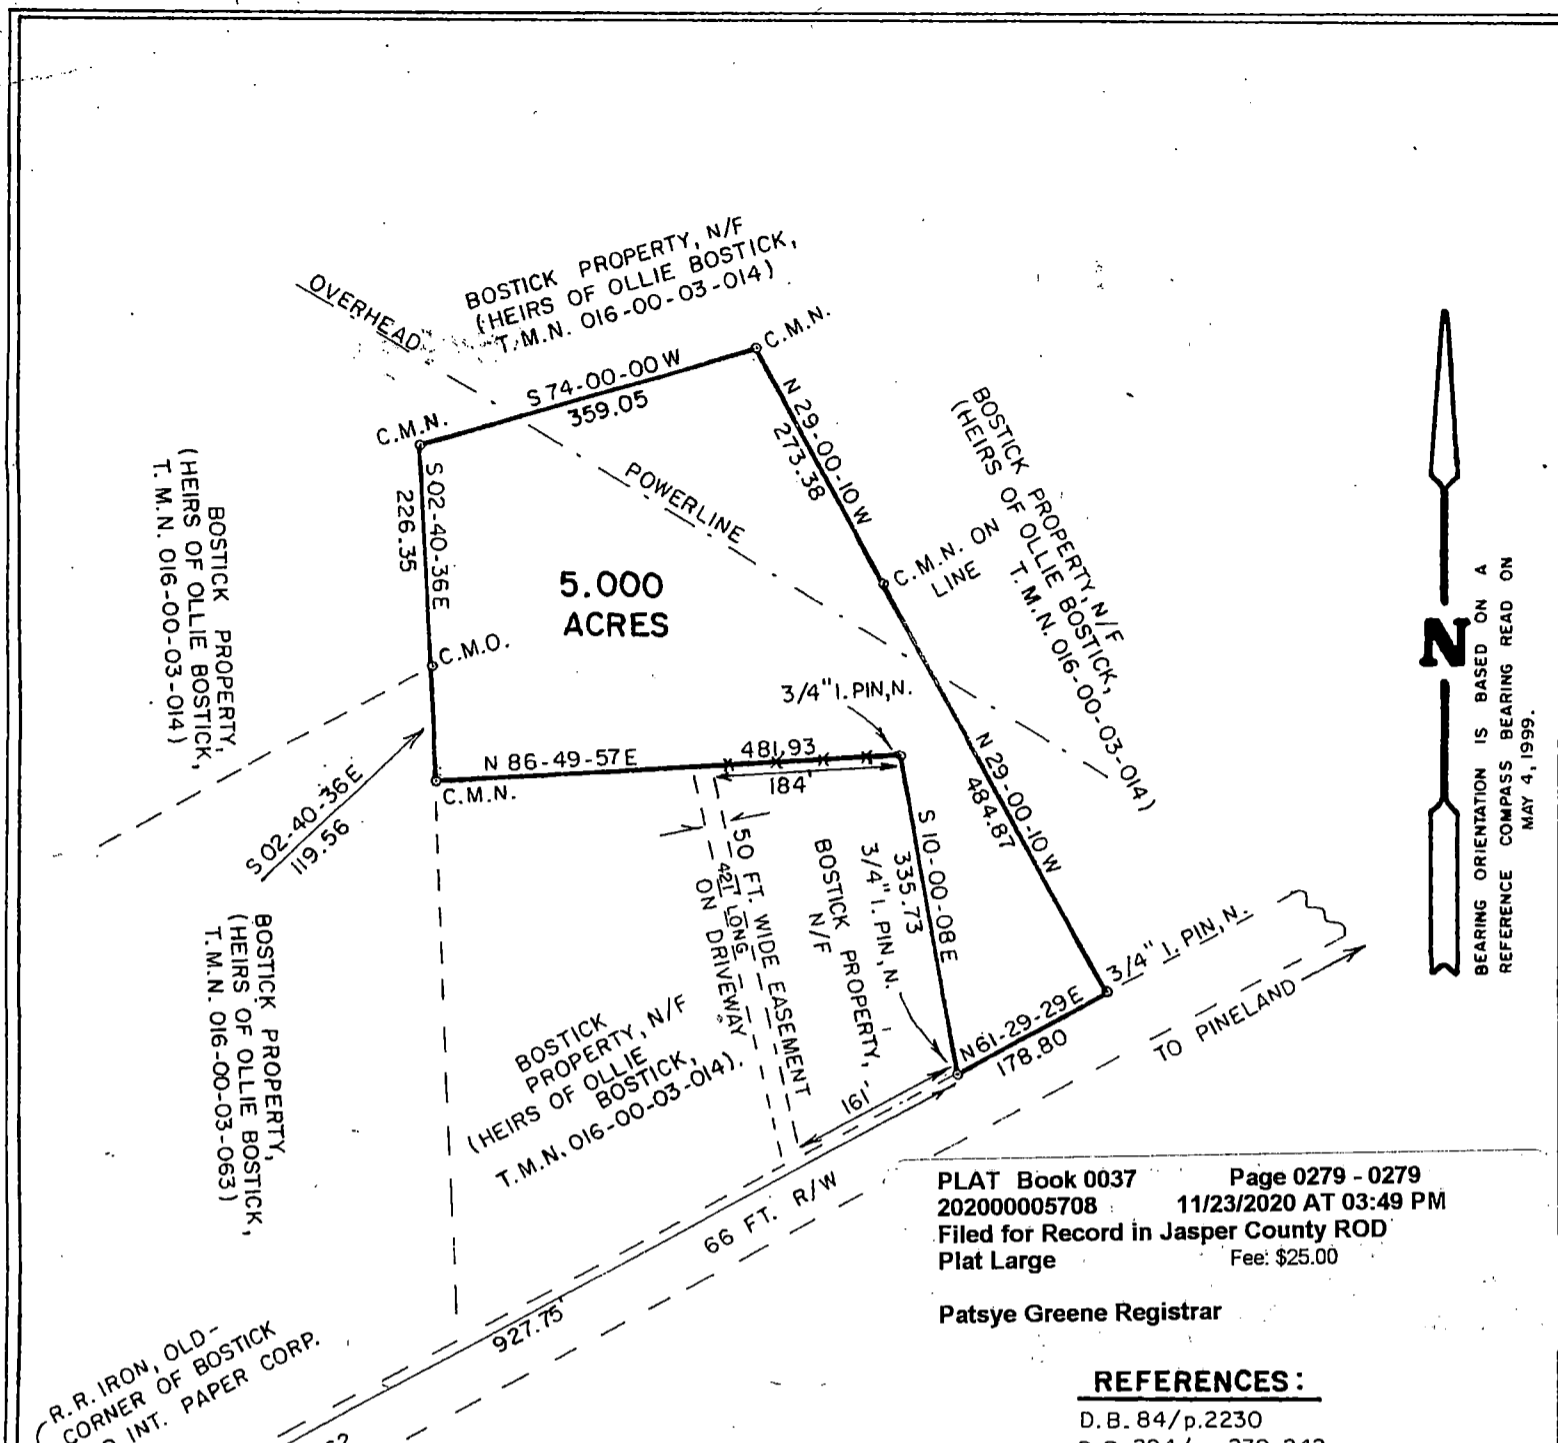 BOSTICK PROPERTY, N/F
(HEIRS OF OLLIE BOSTICK,
T.M.N. 016-00-03-014)
OVERHEAD
C.M.N.
S 74-00-00 W
359.05
C.M.N.
N 29-00-10 W
273.38
BOSTICK PROPERTY, N/F
(HEIRS OF OLLIE BOSTICK,
T.M.N. 016-00-03-014)
POWERLINE
S 02-40-36 E
226.35
BOSTICK PROPERTY,
(HEIRS OF OLLIE BOSTICK,
T.M.N. 016-00-03-014)
5.000
ACRES
C.M.N. ON
LINE
C.M.O.
3/4" I. PIN, N.
N 86-49-57 E
481.93
184'
C.M.N.
N 29-00-10 W
484.87
S 02-40-36 E
119.56
S 10-00-08 E
335.73
3/4" I. PIN, N.
BOSTICK PROPERTY,
N/F
50 FT. WIDE EASEMENT
421' LONG
ON DRIVEWAY
BOSTICK PROPERTY,
(HEIRS OF OLLIE BOSTICK,
T.M.N. 016-00-03-063)
BOSTICK
PROPERTY, N/F
(HEIRS OF OLLIE
BOSTICK,
T.M.N. 016-00-03-014).
3/4" I. PIN, N.
N61-29-29E
178.80
161'
TO PINELAND
66 FT. R/W
927.75'
N
BEARING ORIENTATION IS BASED ON A
REFERENCE COMPASS BEARING READ ON
MAY 4, 1999.
PLAT Book 0037 Page 0279 - 0279
202000005708 11/23/2020 AT 03:49 PM
Filed for Record in Jasper County ROD
Plat Large Fee: $25.00
Patsye Greene Registrar
R.R. IRON, OLD-
CORNER OF BOSTICK
INT. PAPER CORP.
REFERENCES:
D.B. 84/p.2230